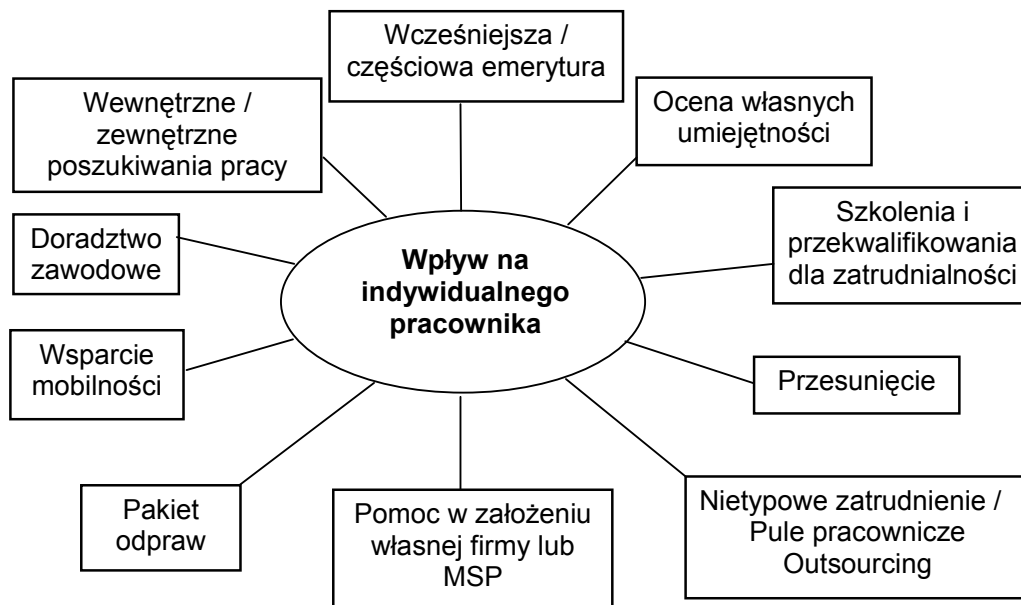 Wcześniejsza /
częściowa emerytura
Wewnętrzne /
zewnętrzne
poszukiwania pracy
Ocena własnych
umiejętności
Doradztwo
zawodowe
Szkolenia i
przekwalifikowania
dla zatrudnialności
Wpływ na
indywidualnego
pracownika
Wsparcie
mobilności
Przesunięcie
Pakiet
odpraw
Pomoc w założeniu
własnej firmy lub
MSP
Nietypowe zatrudnienie /
Pule pracownicze
Outsourcing